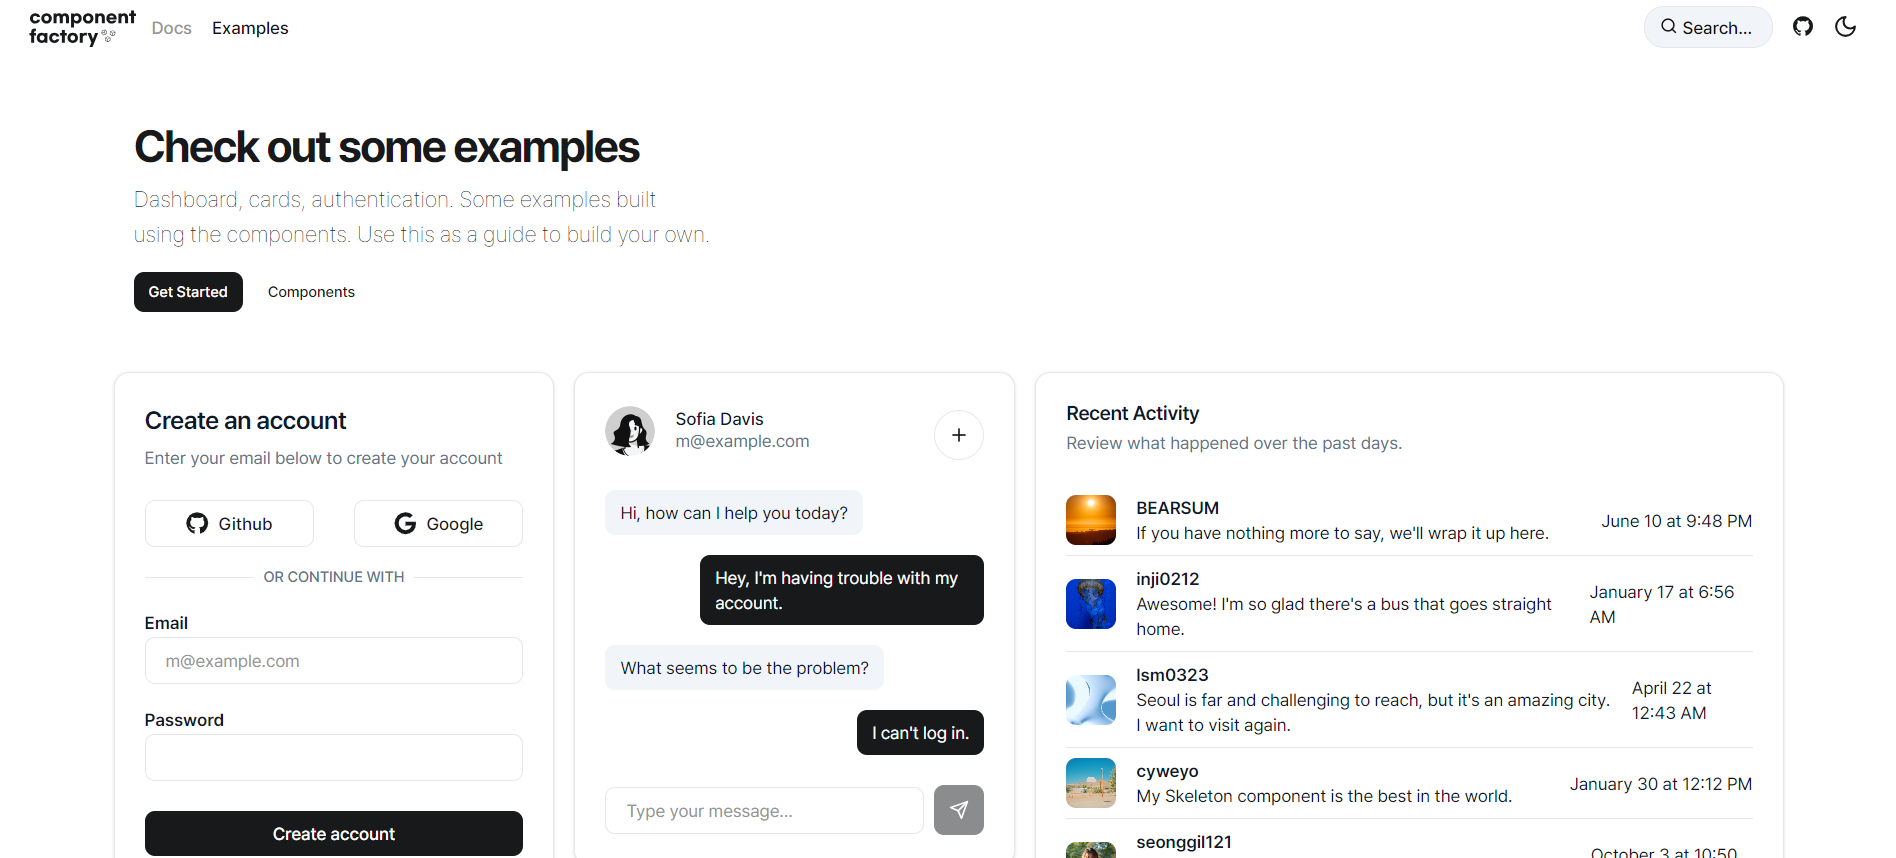 component
factory
Docs
Examples
Search...
Check out some examples
Dashboard, cards, authentication. Some examples built
using the components. Use this as a guide to build your own.
Get Started
Components
Create an account
Enter your email below to create your account
Github
Google
OR CONTINUE WITH
Email
m@example.com
Password
Create account
Sofia Davis
m@example.com
Hi, how can I help you today?
Hey, I'm having trouble with my
account.
What seems to be the problem?
I can't log in.
Type your message...
Recent Activity
Review what happened over the past days.
BEARSUM
If you have nothing more to say, we'll wrap it up here.
June 10 at 9:48 PM
inji0212
Awesome! I'm so glad there's a bus that goes straight
home.
January 17 at 6:56
AM
lsm0323
Seoul is far and challenging to reach, but it's an amazing city.
I want to visit again.
April 22 at
12:43 AM
cyweyo
My Skeleton component is the best in the world.
January 30 at 12:12 PM
seonggil121
October 3 at 10:50